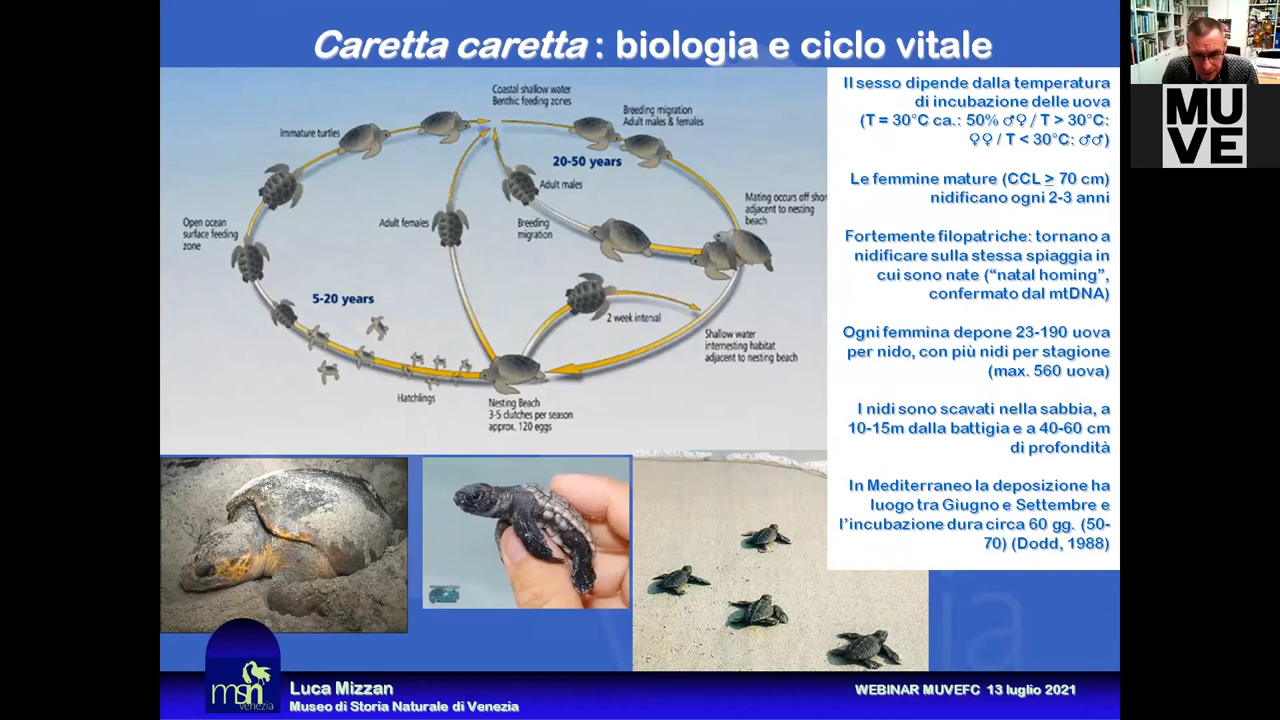 Caretta caretta : biologia e ciclo vitale
Coastal shallow water
Benthic feeding zones
Breeding migration
Adult males & females
Immature turtles
20-50 years
Adult males
Mating occurs off shor
adjacent to nesting
beach
Open ocean
surface feeding
zone
Adult females
Breeding
migration
5-20 years
2 week interval
Shallow water
internesting habitat
adjacent to nesting beach
Hatchlings
Nesting Beach
3-5 clutches per season
approx. 120 eggs
Il sesso dipende dalla temperatura
di incubazione delle uova
(T = 30°C ca.: 50% ♂♀ / T > 30°C:
♀♀ / T < 30°C: ♂♂)
Le femmine mature (CCL ≥ 70 cm)
nidificano ogni 2-3 anni
Fortemente filopatriche: tornano a
nidificare sulla stessa spiaggia in
cui sono nate (“natal homing”,
confermato dal mtDNA)
Ogni femmina depone 23-190 uova
per nido, con più nidi per stagione
(max. 560 uova)
I nidi sono scavati nella sabbia, a
10-15m dalla battigia e a 40-60 cm
di profondità
In Mediterraneo la deposizione ha
luogo tra Giugno e Settembre e
l’incubazione dura circa 60 gg. (50-
70) (Dodd, 1988)
MU
VE
msn
venezia
Luca Mizzan
Museo di Storia Naturale di Venezia
WEBINAR MUVEFC 13 luglio 2021